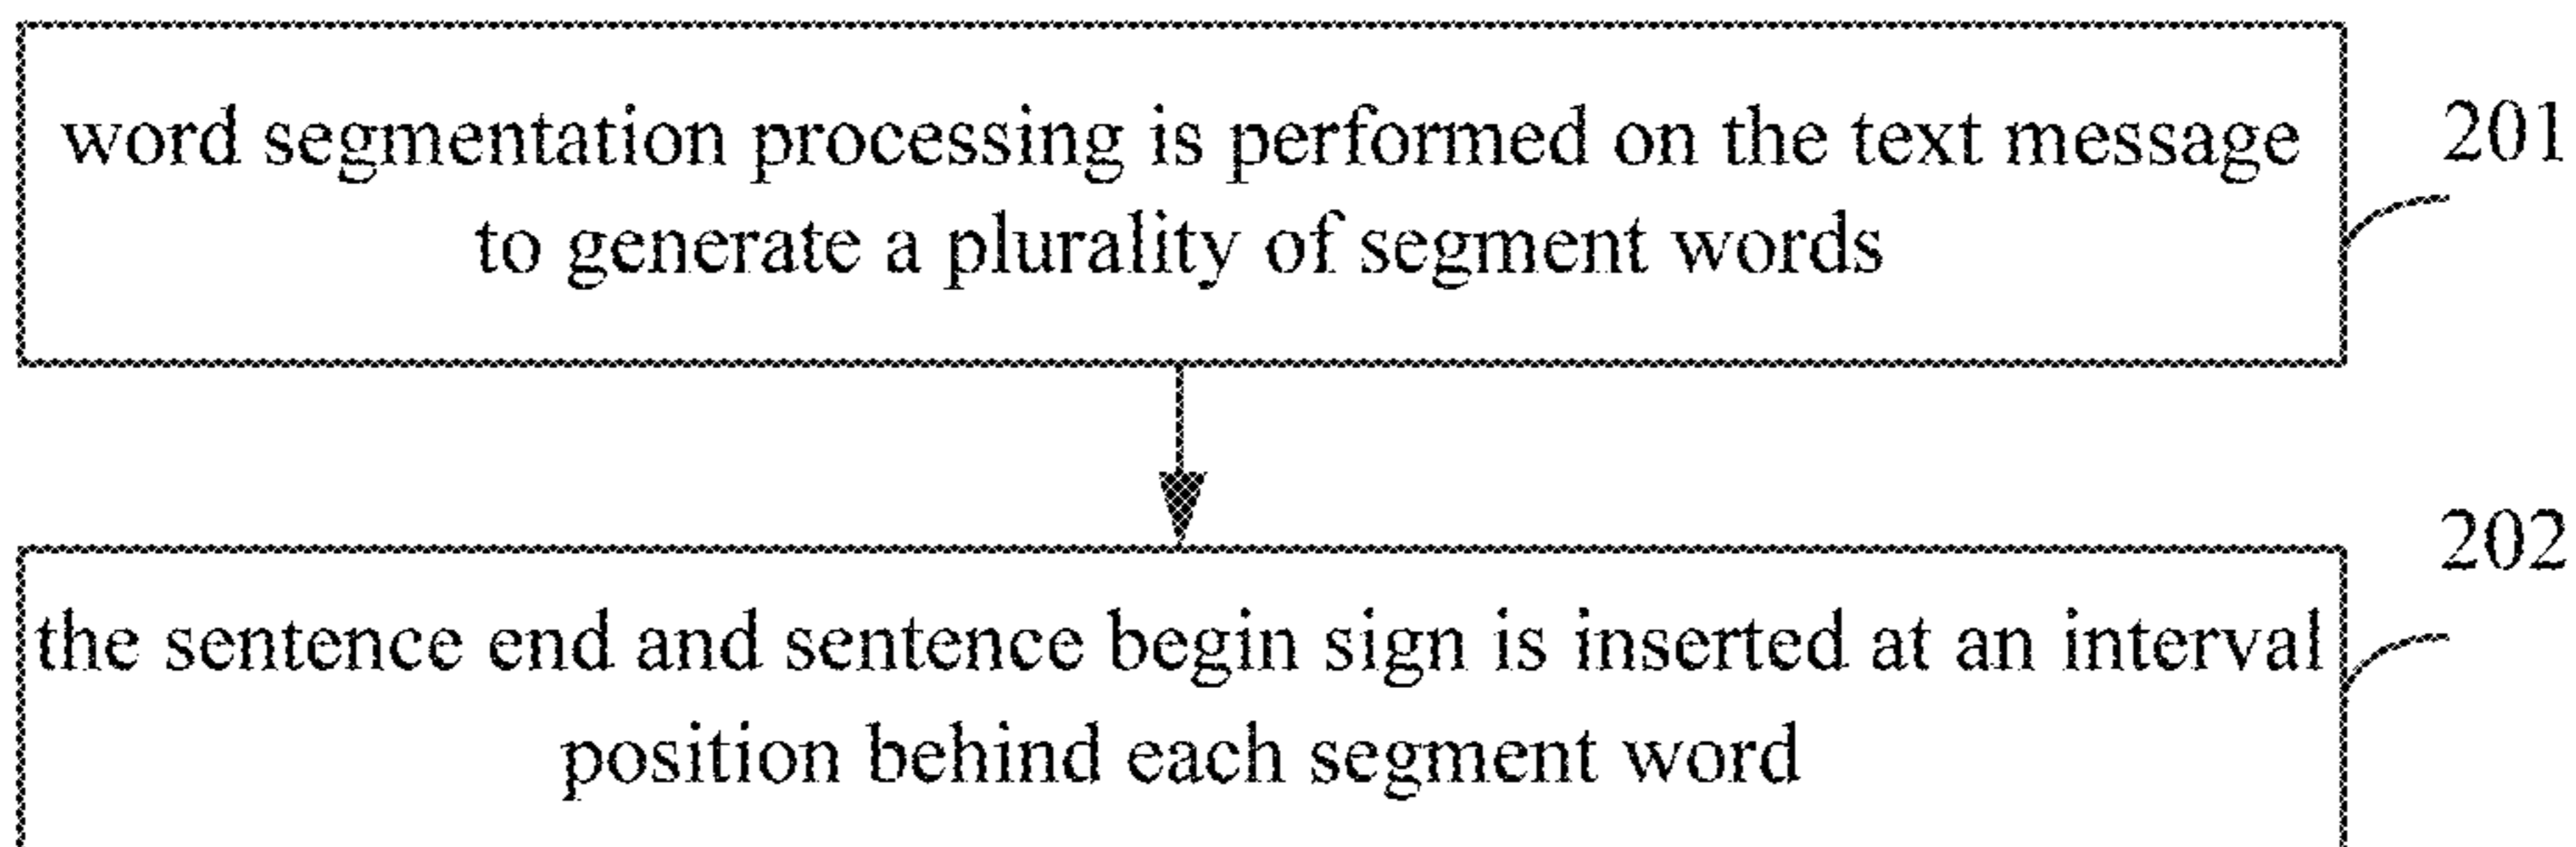 word segmentation processing is performed on the text message
to generate a plurality of segment words
201
202
the sentence end and sentence begin sign is inserted at an interval
position behind each segment word